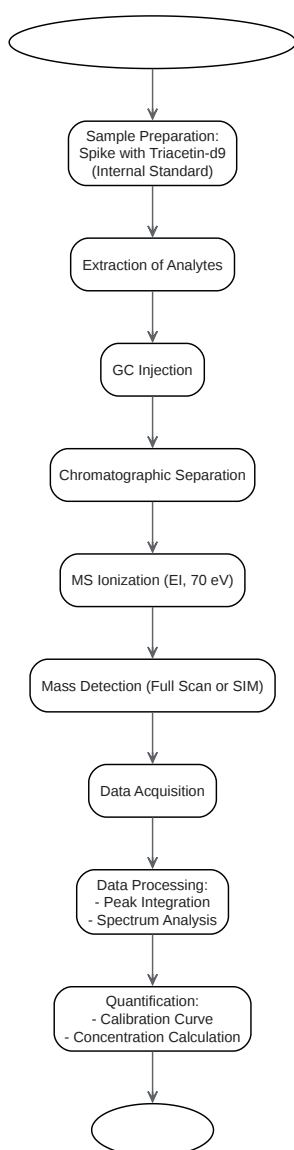 Sample Preparation:
Spike with Triacetin-d9
(Internal Standard)
Extraction of Analytes
GC Injection
Chromatographic Separation
MS Ionization (EI, 70 eV)
Mass Detection (Full Scan or SIM)
Data Acquisition
Data Processing:
- Peak Integration
- Spectrum Analysis
Quantification:
- Calibration Curve
- Concentration Calculation